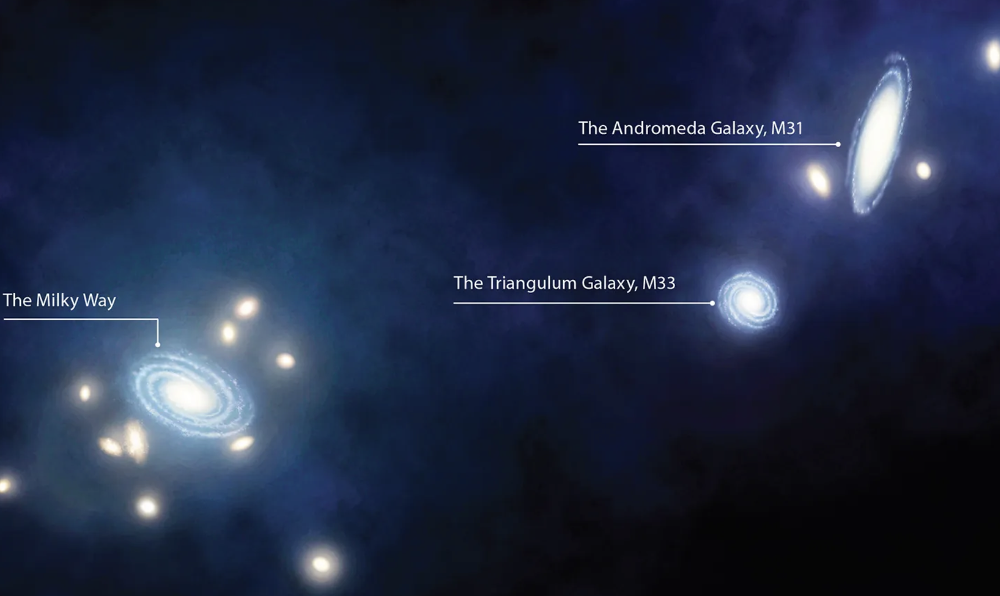 The Andromeda Galaxy, M31
The Triangulum Galaxy, M33
The Milky Way